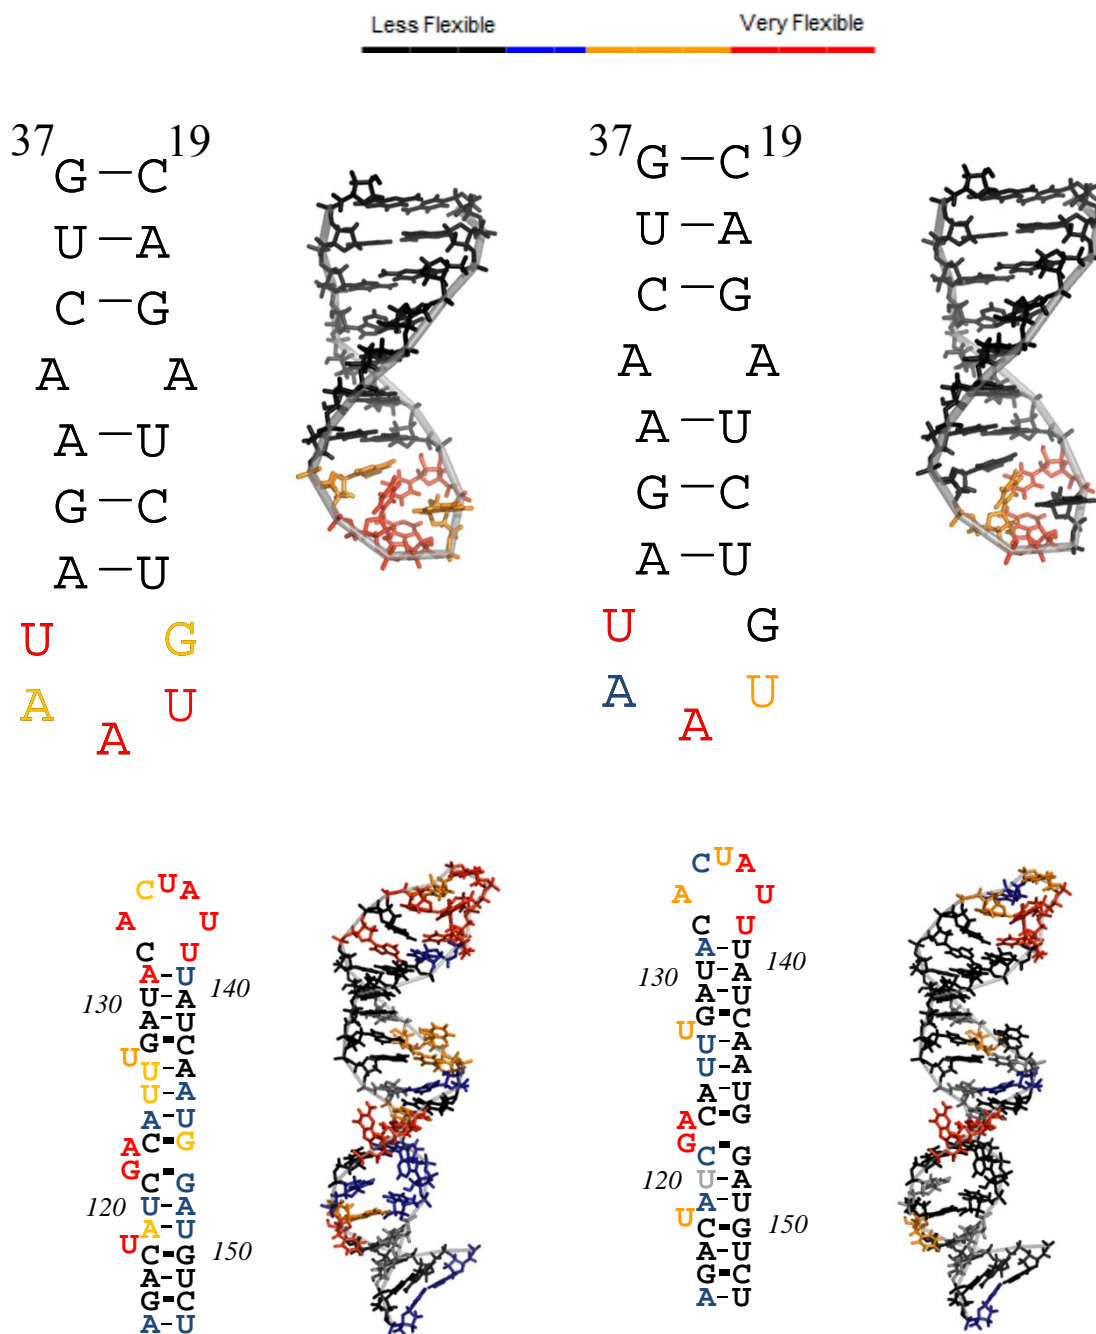 Less Flexible Very Flexible
37 G – C 19
U – A
C – G
A A
A – U
G – C
A – U
U G
A U
A
37 G – C 19
U – A
C – G
A A
A – U
G – C
A – U
U G
A U
A
C U A
A U
C U
A - U
130 U - A 140
A - U
G - C
U U - A
U - A
A - U
A C - G
G
C - G
120 U - A
A - U
U
C - G 150
A - U
G - C
A - U
C U A
A U
C U
A - U
130 U - A 140
A - U
G - C
U U - A
U - A
A - U
A C - G
G
C - G
120 U - A
U A - U
C - G 150
A - U
G - C
A - U